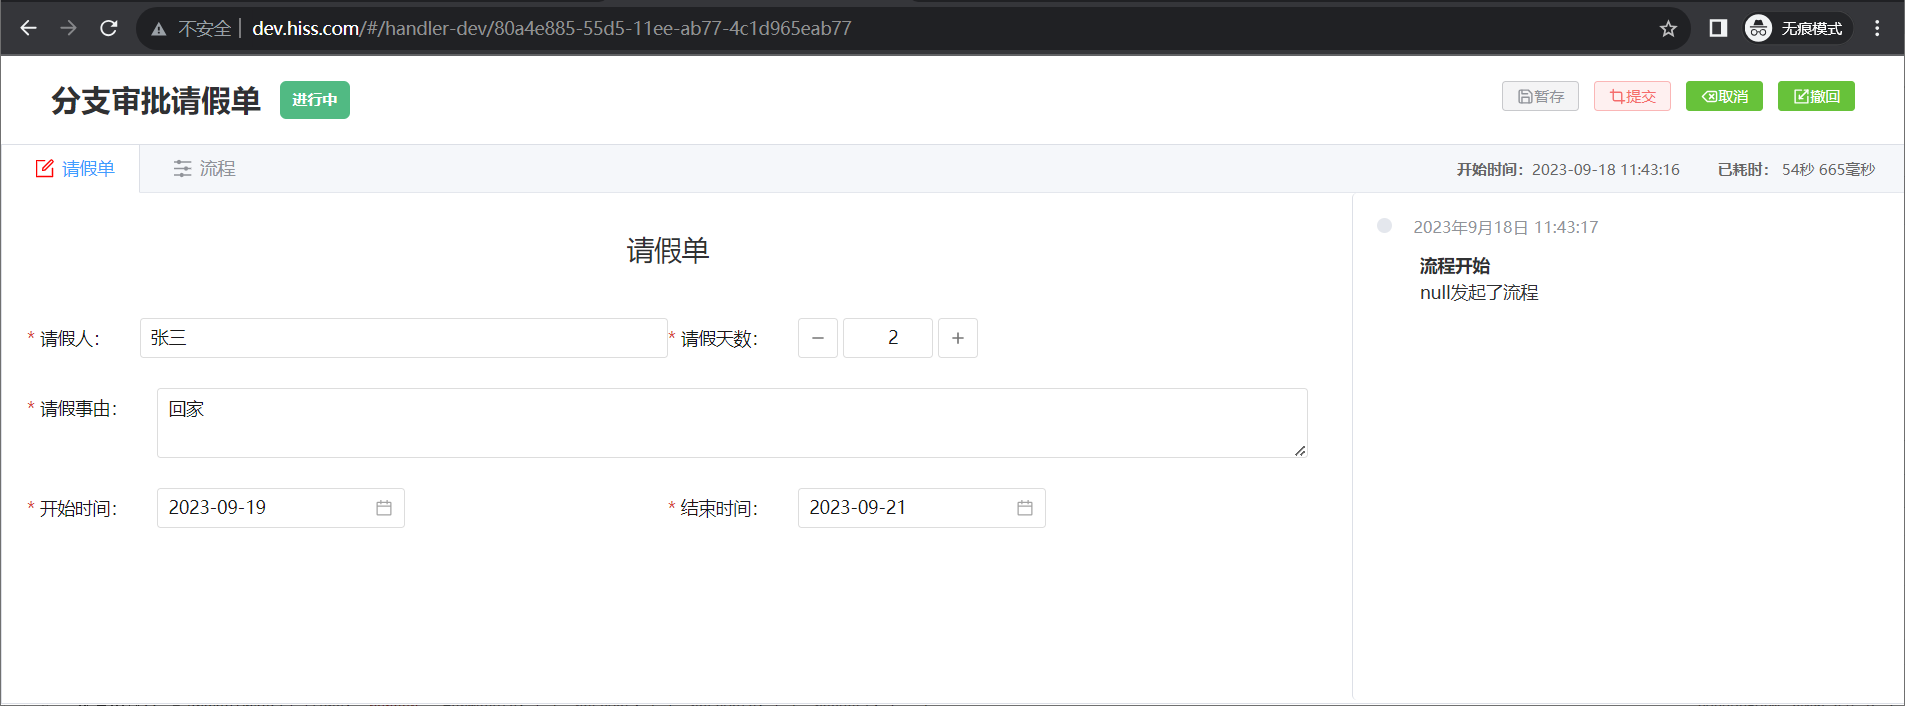 不安全 dev.hiss.com/#/handler-dev/80a4e885-55d5-11ee-ab77-4c1d965eab77 无痕模式
分支审批请假单 进行中 暂存 提交 取消 撤回
请假单 流程 开始时间：2023-09-18 11:43:16 已耗时： 54秒 665毫秒
2023年9月18日 11:43:17
流程开始
null发起了流程
请假单
* 请假人： 张三 * 请假天数： 2
* 请假事由： 回家
* 开始时间： 2023-09-19 * 结束时间： 2023-09-21